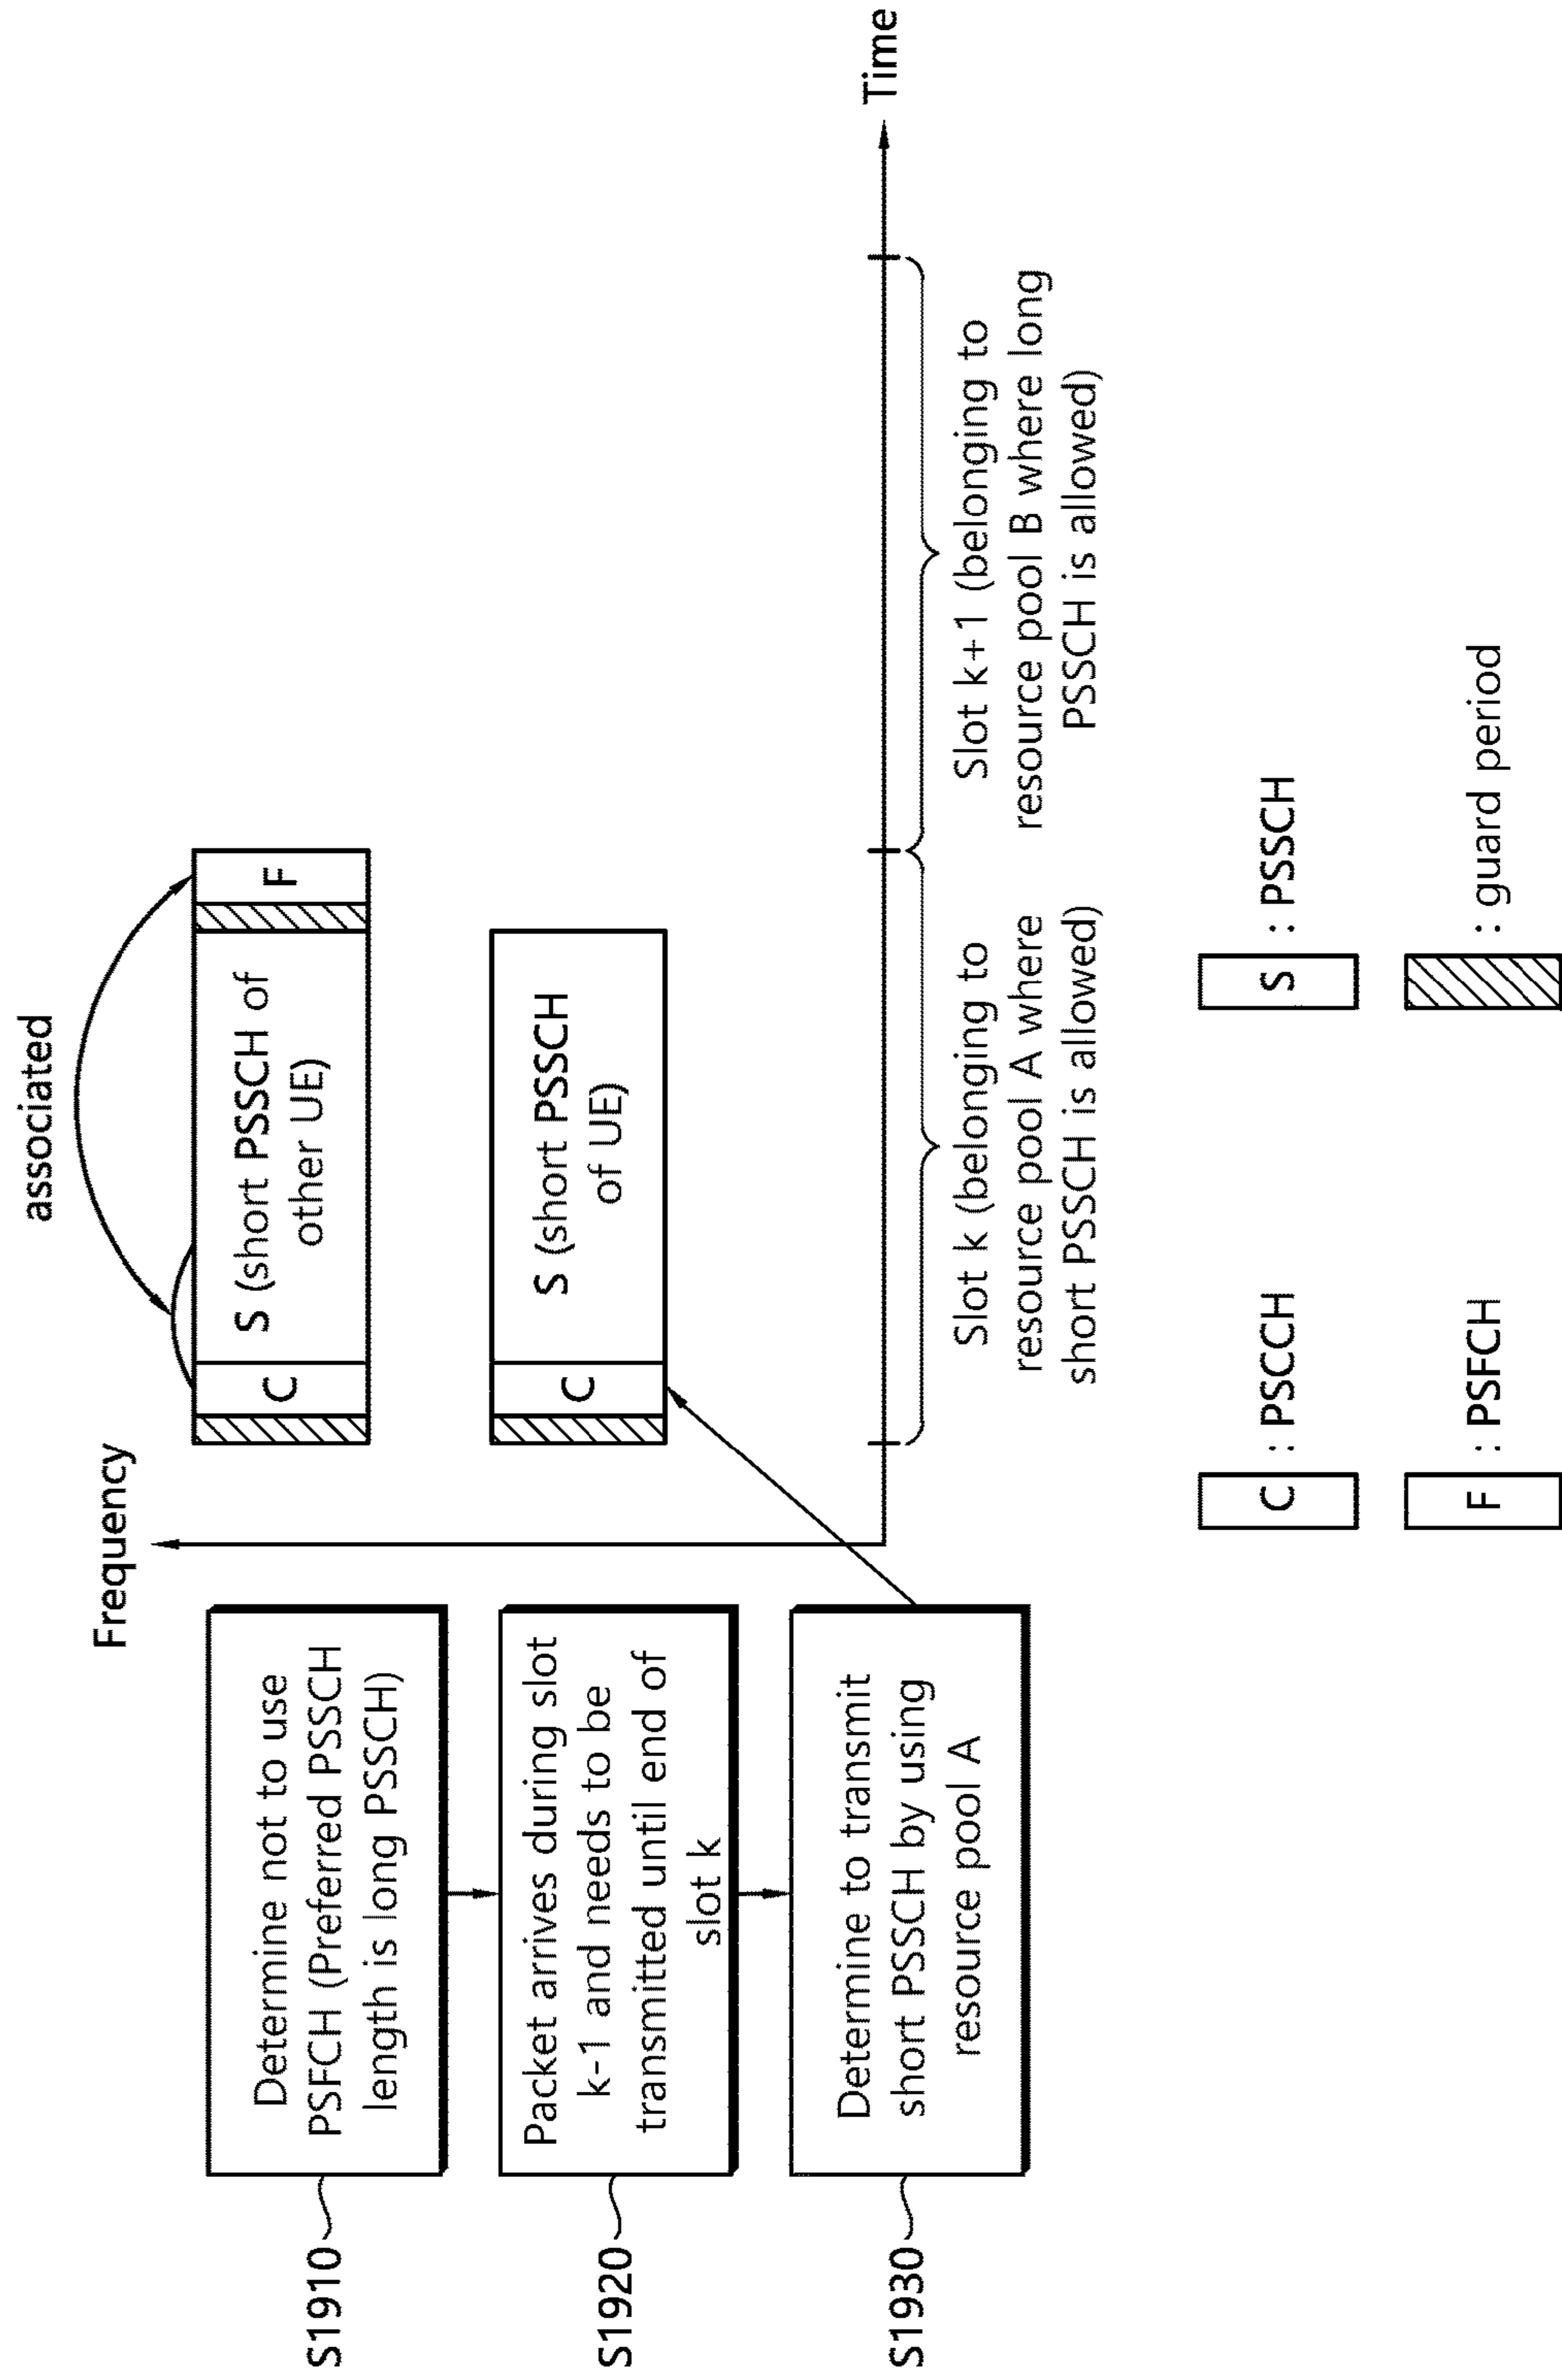 associated
Frequency
S1910
Determine not to use
PSFCH (Preferred PSSCH
length is long PSSCH)
S1920
Packet arrives during slot
k-1 and needs to be
transmitted until end of
slot k
S1930
Determine to transmit
short PSSCH by using
resource pool A
C
S (short PSSCH of
other UE)
F
C
S (short PSSCH
of UE)
Time
Slot k (belonging to
resource pool A where
short PSSCH is allowed)
Slot k+1 (belonging to
resource pool B where long
PSSCH is allowed)
C : PSCCH
S : PSSCH
F : PSFCH
: guard period